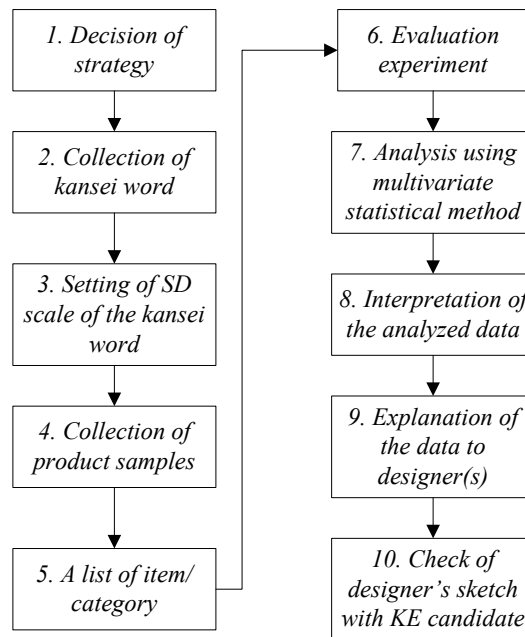 1. Decision of
strategy
2. Collection of
kansei word
3. Setting of SD
scale of the kansei
word
4. Collection of
product samples
5. A list of item/
category
6. Evaluation
experiment
7. Analysis using
multivariate
statistical method
8. Interpretation of
the analyzed data
9. Explanation of
the data to
designer(s)
10. Check of
designer’s sketch
with KE candidate